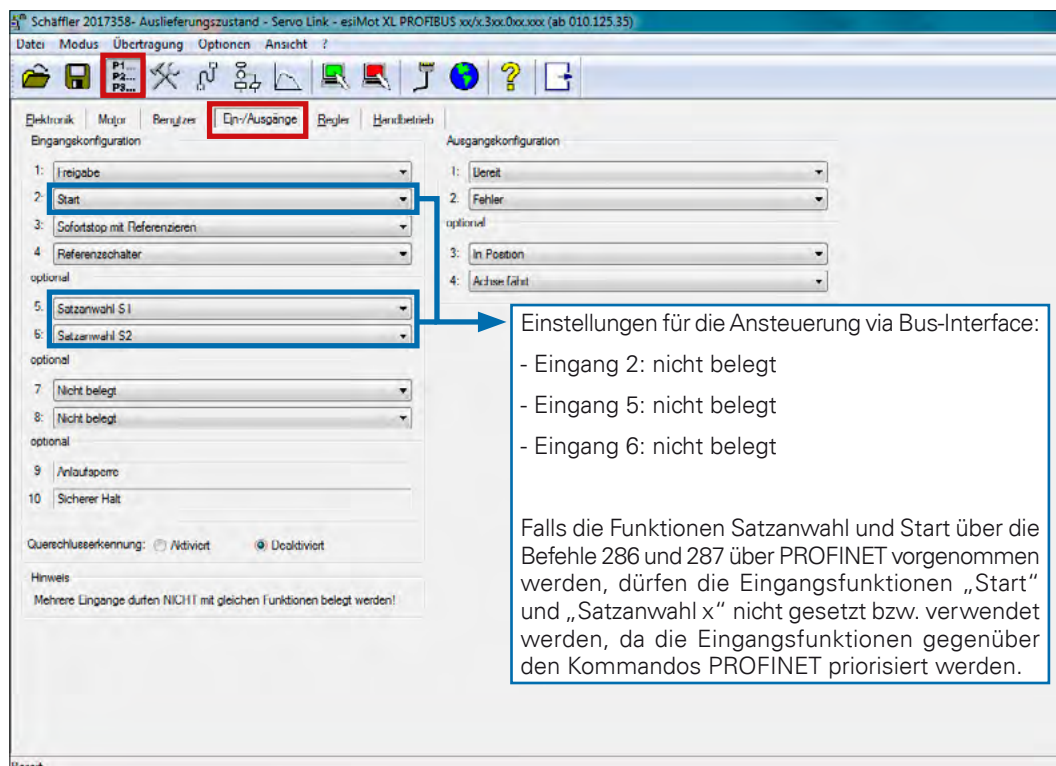 Schäffler 2017358- Auslieferungszustand - Servo Link - esiMot XL PROFIBUS xx/x.3xx.0xx.xxx (ab 010.125.35)
Datei Modus Übertragung Optionen Ansicht ?
P1...
P2...
P3...
Elektronik Motor Benutzer Ein-/Ausgänge Regler Handbetrieb
Eingangskonfiguration
1: Freigabe
2: Start
3: Sofortstop mit Referenzieren
4 Referenzschalter
optional
5. Satzanwahl S1
6: Satzanwahl S2
optional
7 Nicht belegt
8: Nicht belegt
optional
9 Anlaufsperre
10 Sicherer Halt
Querschlusserkennung: Aktiviert Deaktiviert
Hinweis
Mehrere Eingange durfen NICHT mit gleichen Funktionen belegt werden!
Ausgangskonfiguration
1: Bereit
2. Fehler
optional
3: In Position
4: Achse fährt
Einstellungen für die Ansteuerung via Bus-Interface:
- Eingang 2: nicht belegt
- Eingang 5: nicht belegt
- Eingang 6: nicht belegt
Falls die Funktionen Satzanwahl und Start über die
Befehle 286 und 287 über PROFINET vorgenommen
werden, dürfen die Eingangsfunktionen „Start“
und „Satzanwahl x“ nicht gesetzt bzw. verwendet
werden, da die Eingangsfunktionen gegenüber
den Kommandos PROFINET priorisiert werden.